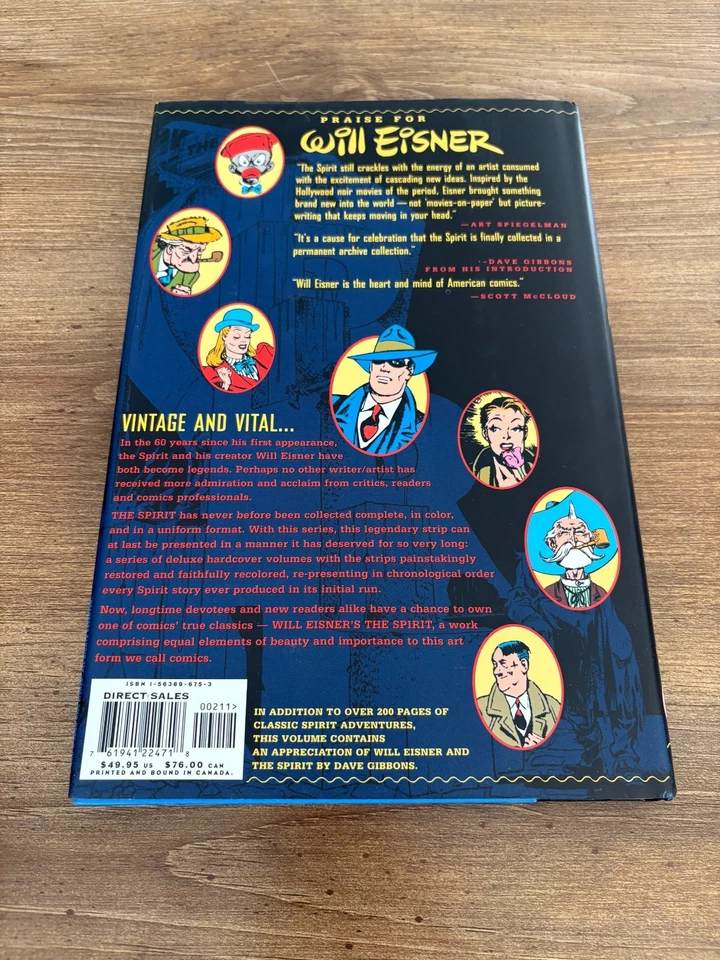 PRAISE FOR
Will EisNER
"The Spirit still crackles with the energy of an artist consumed
with the excitement of cascading new ideas. Inspired by the
Hollywood noir movies of the period, Eisner brought something
brand new into the world — not 'movies-on-paper' but picture-
writing that keeps moving in your head."
—ART SPIEGELMAN
"It's a cause for celebration that the Spirit is finally collected in a
permanent archive collection."
--DAVE GIBBONS
FROM HIS INTRODUCTION
"Will Eisner is the heart and mind of American comics."
—SCOTT McCLOUD
VINTAGE AND VITAL...
In the 60 years since his first appearance,
the Spirit and his creator Will Eisner have
both become legends. Perhaps no other writer/artist has
received more admiration and acclaim from critics, readers
and comics professionals.
THE SPIRIT has never before been collected complete, in color,
and in a uniform format. With this series, this legendary strip can
at last be presented in a manner it has deserved for so very long:
a series of deluxe hardcover volumes with the strips painstakingly
restored and faithfully recolored, re-presenting in chronological order
every Spirit story ever produced in its initial run.
Now, longtime devotees and new readers alike have a chance to own
one of comics' true classics — WILL EISNER'S THE SPIRIT, a work
comprising equal elements of beauty and importance to this art
form we call comics.
ISBN 1-56389-675-3
DIRECT SALES
00211>
7 61941 22471 8
$49.95 US $76.00 CAN
PRINTED AND BOUND IN CANADA.
IN ADDITION TO OVER 200 PAGES OF
CLASSIC SPIRIT ADVENTURES,
THIS VOLUME CONTAINS
AN APPRECIATION OF WILL EISNER AND
THE SPIRIT BY DAVE GIBBONS.